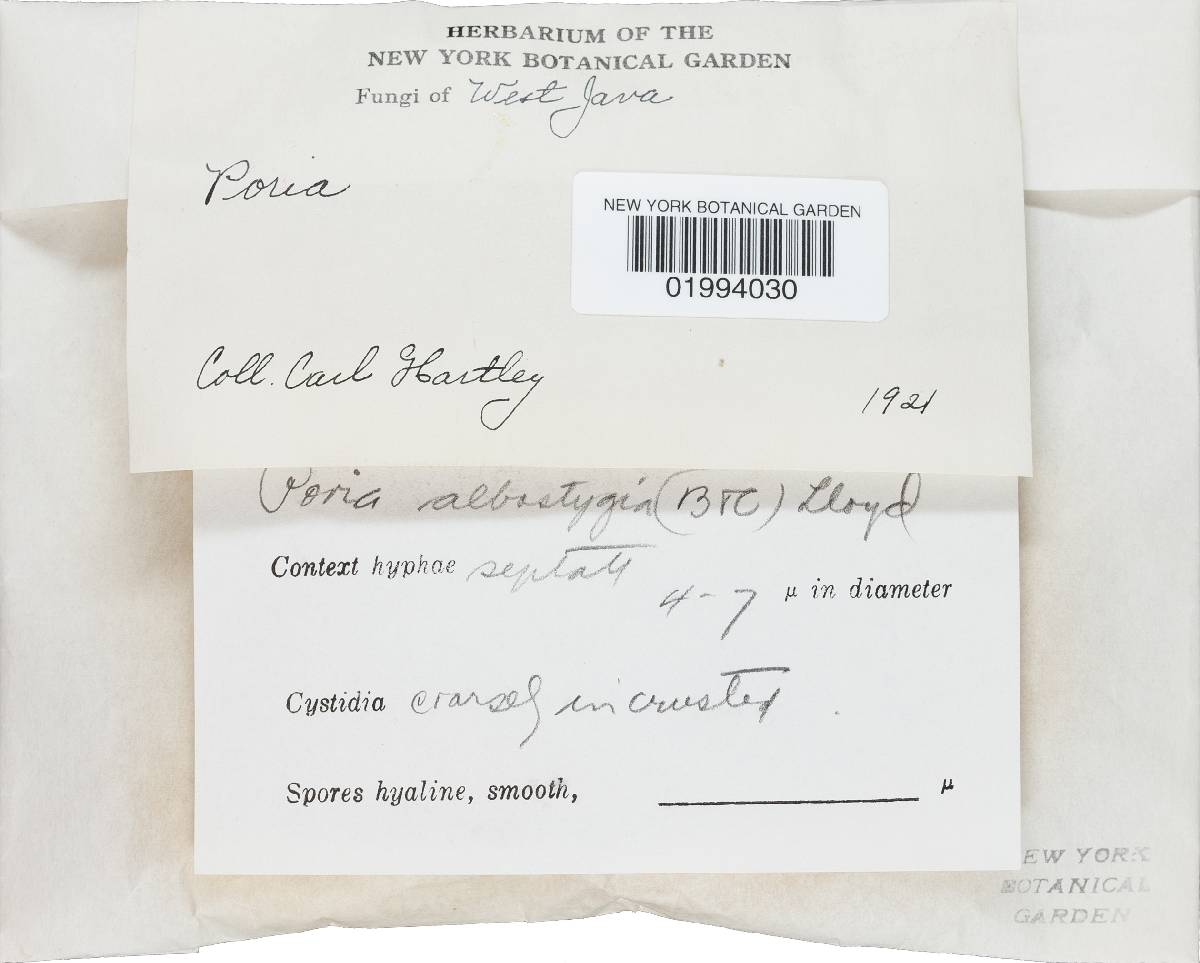 HERBARIUM OF THE
NEW YORK BOTANICAL GARDEN
Fungi of West Java
Poria
NEW YORK BOTANICAL GARDEN
01994030
Coll. Carl Hartley
1921
Poria albostygia (B&C) Lloyd
Context hyphae septate
4-7 µ in diameter
Cystidia coarsely incrusted.
Spores hyaline, smooth, µ
EW YORK
BOTANICAL
GARDEN